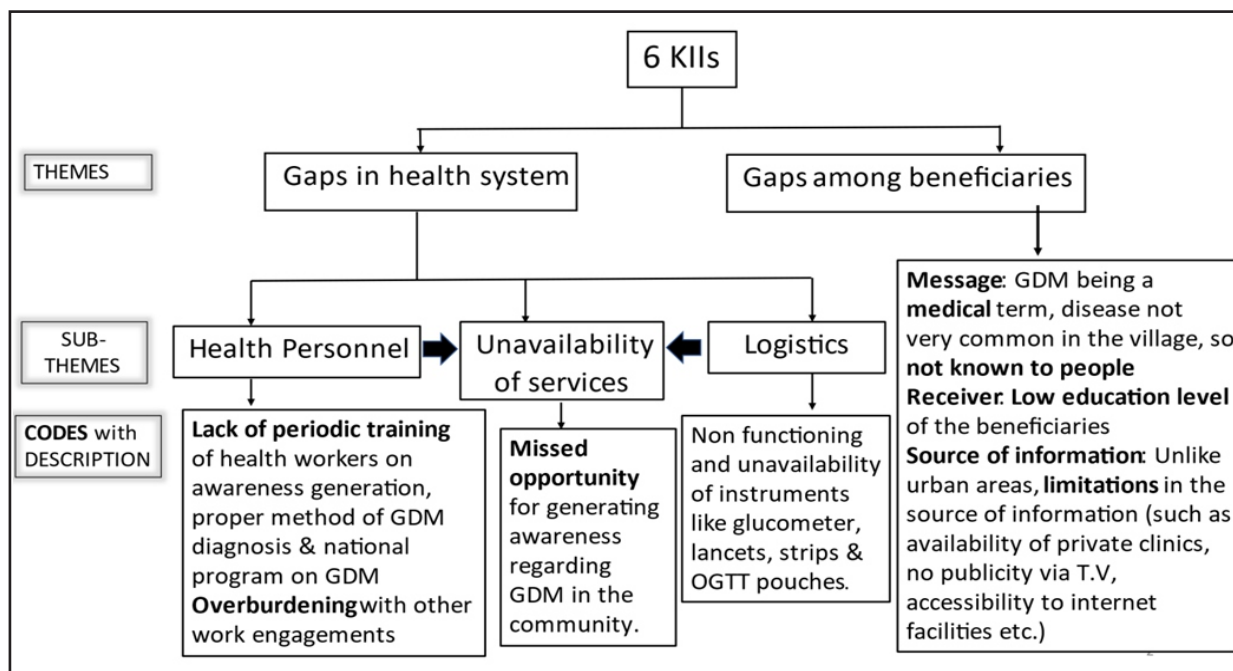 6 KIIs
THEMES
Gaps in health system
Gaps among beneficiaries
SUB-
THEMES
Health Personnel
Unavailability
of services
Logistics
CODES with
DESCRIPTION
Lack of periodic training
of health workers on
awareness generation,
proper method of GDM
diagnosis & national
program on GDM
Overburdening with other
work engagements
Missed
opportunity
for generating
awareness
regarding
GDM in the
community.
Non functioning
and unavailability
of instruments
like glucometer,
lancets, strips &
OGTT pouches.
Message: GDM being a
medical term, disease not
very common in the village, so
not known to people
Receiver: Low education level
of the beneficiaries
Source of information: Unlike
urban areas, limitations in the
source of information (such as
availability of private clinics,
no publicity via T.V,
accessibility to internet
facilities etc.)